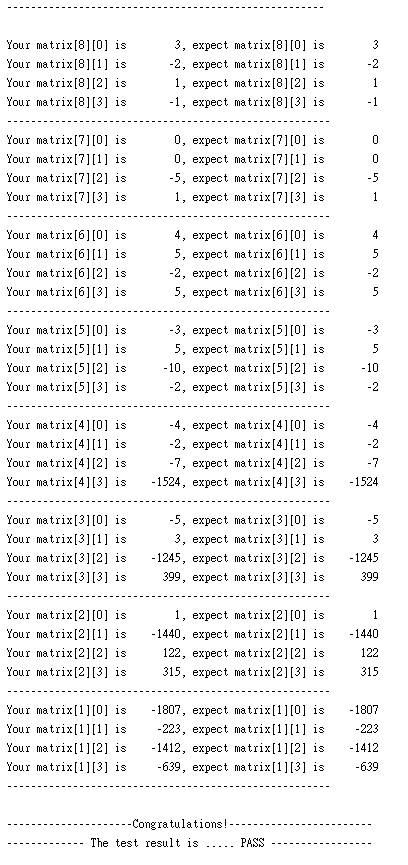 -----------------------------------------------------
Your matrix[8][0] is        3, expect matrix[8][0] is        3
Your matrix[8][1] is       -2, expect matrix[8][1] is       -2
Your matrix[8][2] is        1, expect matrix[8][2] is        1
Your matrix[8][3] is       -1, expect matrix[8][3] is       -1
------------------------------------------------------
Your matrix[7][0] is        0, expect matrix[7][0] is        0
Your matrix[7][1] is        0, expect matrix[7][1] is        0
Your matrix[7][2] is       -5, expect matrix[7][2] is       -5
Your matrix[7][3] is        1, expect matrix[7][3] is        1
------------------------------------------------------
Your matrix[6][0] is        4, expect matrix[6][0] is        4
Your matrix[6][1] is        5, expect matrix[6][1] is        5
Your matrix[6][2] is       -2, expect matrix[6][2] is       -2
Your matrix[6][3] is        5, expect matrix[6][3] is        5
------------------------------------------------------
Your matrix[5][0] is       -3, expect matrix[5][0] is       -3
Your matrix[5][1] is        5, expect matrix[5][1] is        5
Your matrix[5][2] is      -10, expect matrix[5][2] is      -10
Your matrix[5][3] is       -2, expect matrix[5][3] is       -2
------------------------------------------------------
Your matrix[4][0] is       -4, expect matrix[4][0] is       -4
Your matrix[4][1] is       -2, expect matrix[4][1] is       -2
Your matrix[4][2] is       -7, expect matrix[4][2] is       -7
Your matrix[4][3] is    -1524, expect matrix[4][3] is    -1524
------------------------------------------------------
Your matrix[3][0] is       -5, expect matrix[3][0] is       -5
Your matrix[3][1] is        3, expect matrix[3][1] is        3
Your matrix[3][2] is    -1245, expect matrix[3][2] is    -1245
Your matrix[3][3] is      399, expect matrix[3][3] is      399
------------------------------------------------------
Your matrix[2][0] is        1, expect matrix[2][0] is        1
Your matrix[2][1] is    -1440, expect matrix[2][1] is    -1440
Your matrix[2][2] is      122, expect matrix[2][2] is      122
Your matrix[2][3] is      315, expect matrix[2][3] is      315
------------------------------------------------------
Your matrix[1][0] is    -1807, expect matrix[1][0] is    -1807
Your matrix[1][1] is     -223, expect matrix[1][1] is     -223
Your matrix[1][2] is    -1412, expect matrix[1][2] is    -1412
Your matrix[1][3] is     -639, expect matrix[1][3] is     -639
------------------------------------------------------
---------------------Congratulations!------------------------
------------- The test result is ..... PASS -----------------